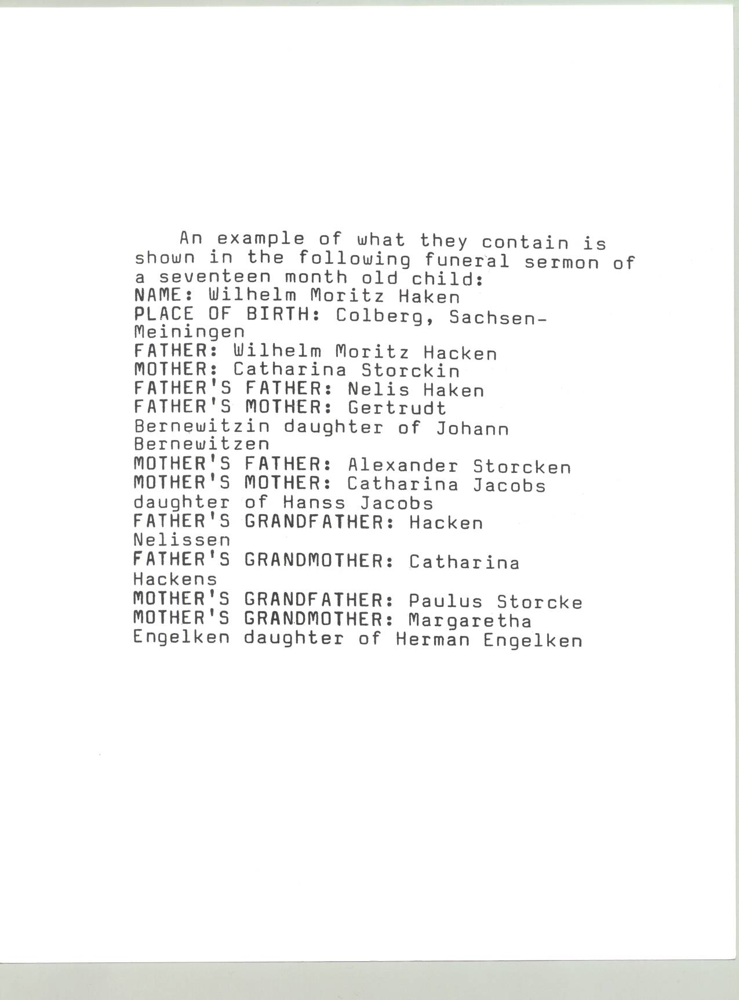 An example of what they contain is
shown in the following funeral sermon of
a seventeen month old child:
NAME: Wilhelm Moritz Haken
PLACE OF BIRTH: Colberg, Sachsen-
Meiningen
FATHER: Wilhelm Moritz Hacken
MOTHER: Catharina Storckin
FATHER'S FATHER: Nelis Haken
FATHER'S MOTHER: Gertrudt
Bernewitzin daughter of Johann
Bernewitzen
MOTHER'S FATHER: Alexander Storcken
MOTHER'S MOTHER: Catharina Jacobs
daughter of Hanss Jacobs
FATHER'S GRANDFATHER: Hacken
Nelissen
FATHER'S GRANDMOTHER: Catharina
Hackens
MOTHER'S GRANDFATHER: Paulus Storcke
MOTHER'S GRANDMOTHER: Margaretha
Engelken daughter of Herman Engelken